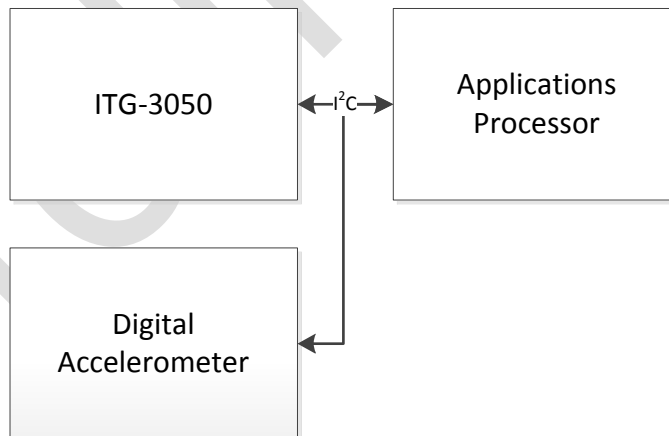 ITG-3050
I²C
Applications
Processor
Digital
Accelerometer